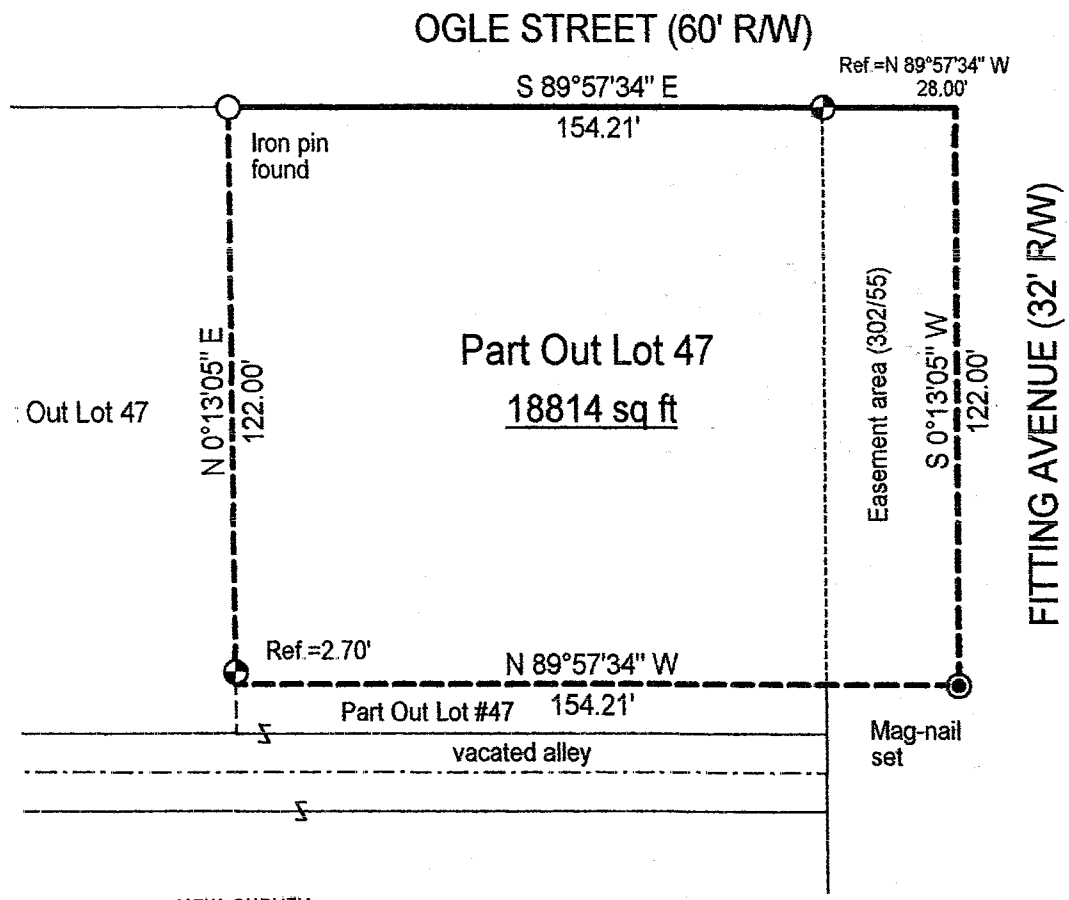 OGLE STREET (60' R/W)
Ref.=N 89°57'34" W
28.00'
S 89°57'34" E
154.21'
Iron pin
found
N 0°13'05" E
122.00'
Out Lot 47
Part Out Lot 47
18814 sq ft
Easement area (302/55)
S 0°13'05" W
122.00'
FITTING AVENUE (32' R/W)
Ref.=2.70'
N 89°57'34" W
154.21'
Part Out Lot #47
vacated alley
Mag-nail
set